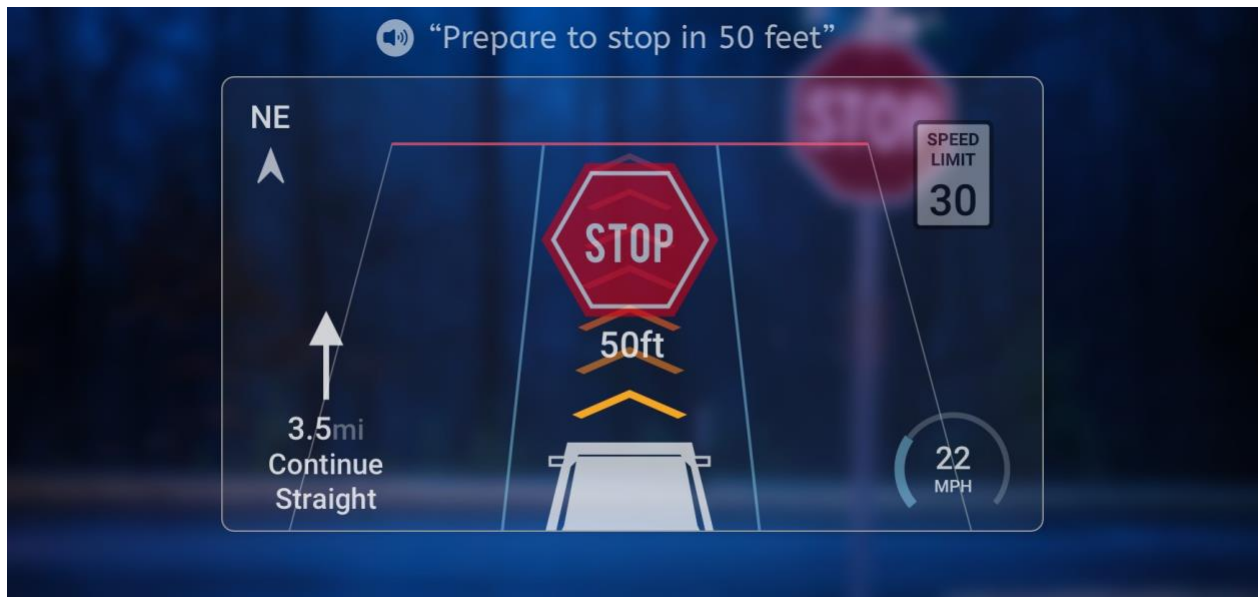 “Prepare to stop in 50 feet”
NE
STOP
SPEED
LIMIT
30
STOP
50ft
3.5mi
Continue
Straight
22
MPH